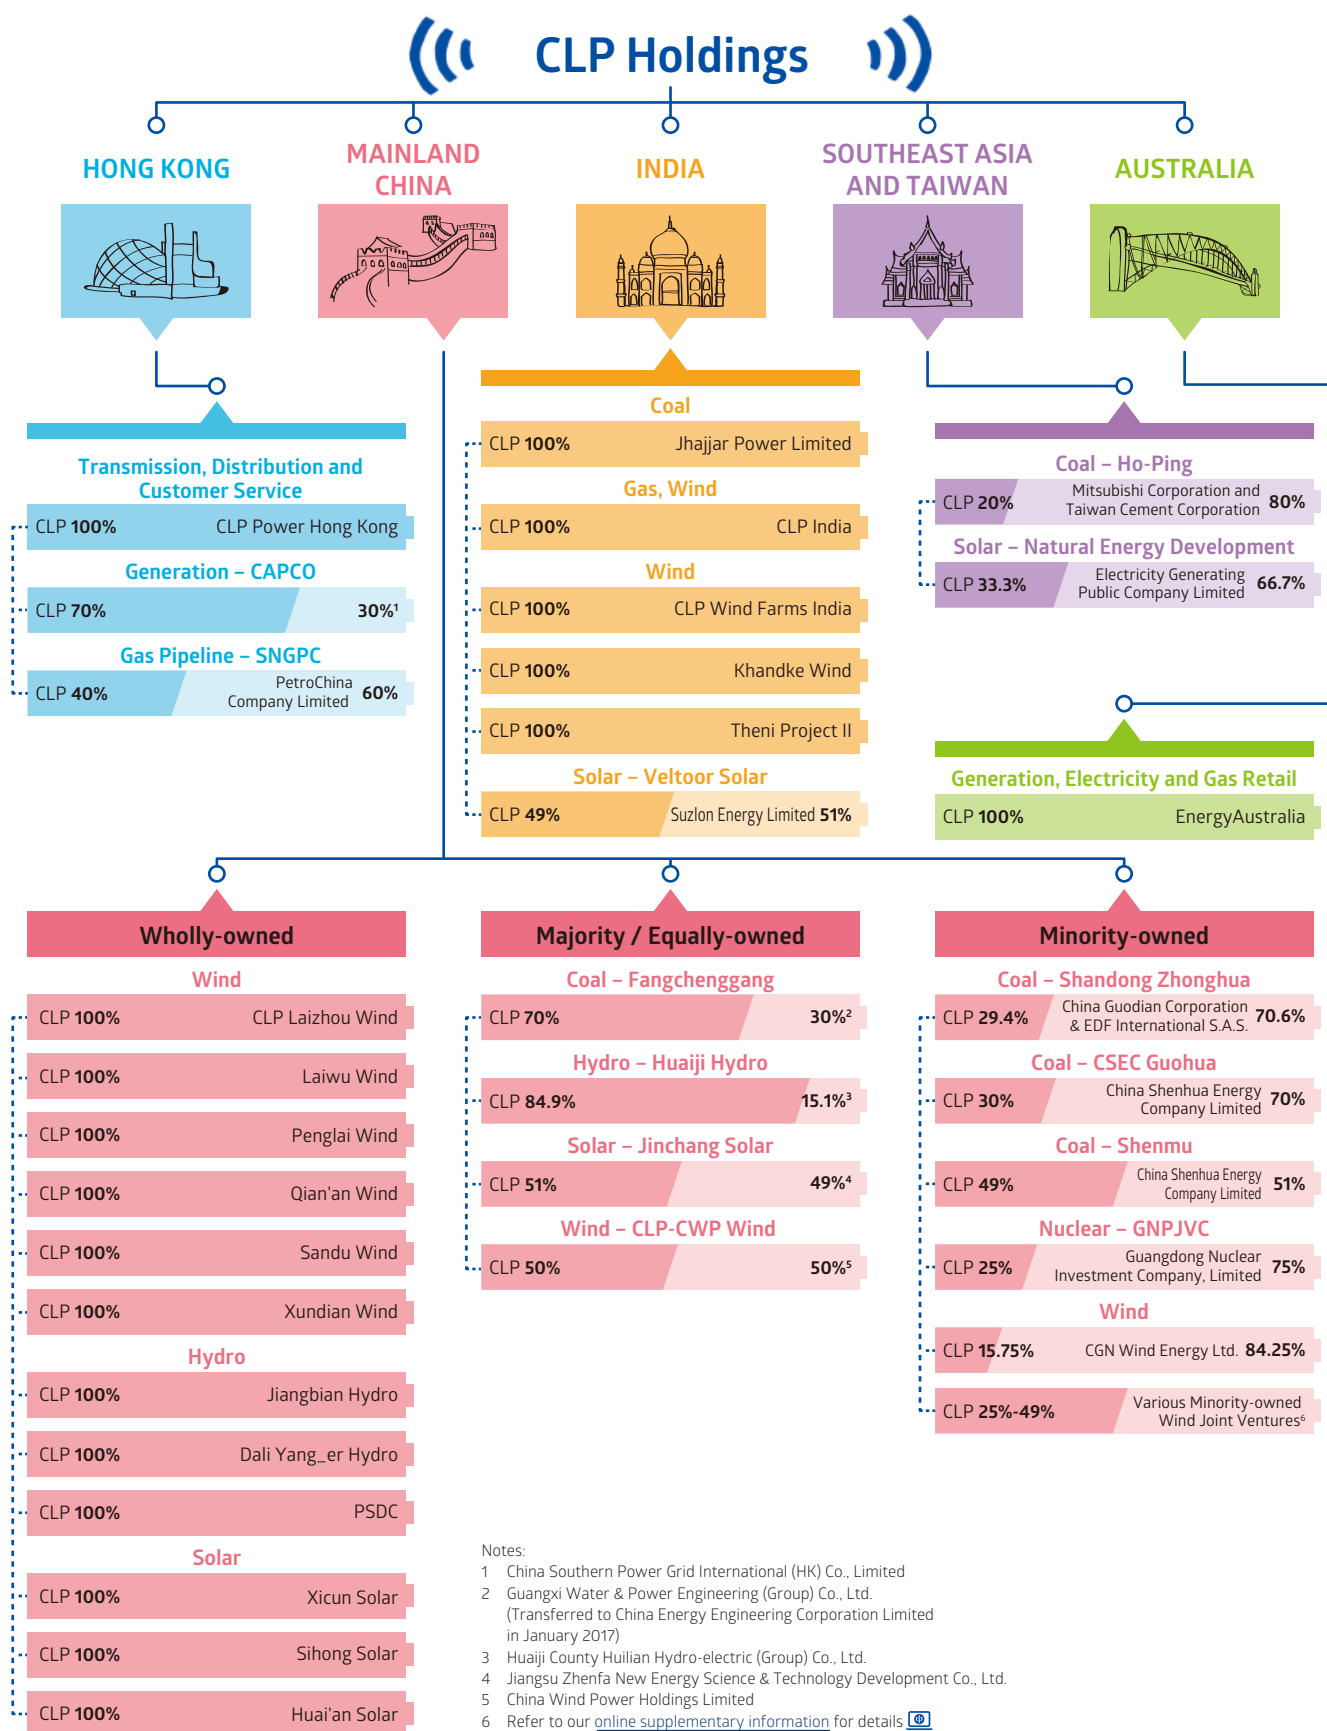 CLP Holdings
HONG KONG
MAINLAND
CHINA
INDIA
SOUTHEAST ASIA
AND TAIWAN
AUSTRALIA
Transmission, Distribution and
Customer Service
CLP 100% CLP Power Hong Kong
Generation – CAPCO
CLP 70% 30%¹
Gas Pipeline – SNGPC
CLP 40% PetroChina
Company Limited 60%
Coal
CLP 100% Jhajjar Power Limited
Gas, Wind
CLP 100% CLP India
Wind
CLP 100% CLP Wind Farms India
CLP 100% Khandke Wind
CLP 100% Theni Project II
Solar – Veltoor Solar
CLP 49% Suzlon Energy Limited 51%
Coal – Ho-Ping
CLP 20% Mitsubishi Corporation and
Taiwan Cement Corporation 80%
Solar – Natural Energy Development
CLP 33.3% Electricity Generating
Public Company Limited 66.7%
Generation, Electricity and Gas Retail
CLP 100% EnergyAustralia
Wholly-owned
Wind
CLP 100% CLP Laizhou Wind
CLP 100% Laiwu Wind
CLP 100% Penglai Wind
CLP 100% Qian'an Wind
CLP 100% Sandu Wind
CLP 100% Xundian Wind
Hydro
CLP 100% Jiangbian Hydro
CLP 100% Dali Yang_er Hydro
CLP 100% PSDC
Solar
CLP 100% Xicun Solar
CLP 100% Sihong Solar
CLP 100% Huai'an Solar
Majority / Equally-owned
Coal – Fangchenggang
CLP 70% 30%²
Hydro – Huaiji Hydro
CLP 84.9% 15.1%³
Solar – Jinchang Solar
CLP 51% 49%⁴
Wind – CLP-CWP Wind
CLP 50% 50%⁵
Minority-owned
Coal – Shandong Zhonghua
CLP 29.4% China Guodian Corporation
& EDF International S.A.S. 70.6%
Coal – CSEC Guohua
CLP 30% China Shenhua Energy
Company Limited 70%
Coal – Shenmu
CLP 49% China Shenhua Energy
Company Limited 51%
Nuclear – GNPJVC
CLP 25% Guangdong Nuclear
Investment Company, Limited 75%
Wind
CLP 15.75% CGN Wind Energy Ltd. 84.25%
CLP 25%-49% Various Minority-owned
Wind Joint Ventures⁶
Notes:
1 China Southern Power Grid International (HK) Co., Limited
2 Guangxi Water & Power Engineering (Group) Co., Ltd.
(Transferred to China Energy Engineering Corporation Limited
in January 2017)
3 Huaiji County Huilian Hydro-electric (Group) Co., Ltd.
4 Jiangsu Zhenfa New Energy Science & Technology Development Co., Ltd.
5 China Wind Power Holdings Limited
6 Refer to our online supplementary information for details